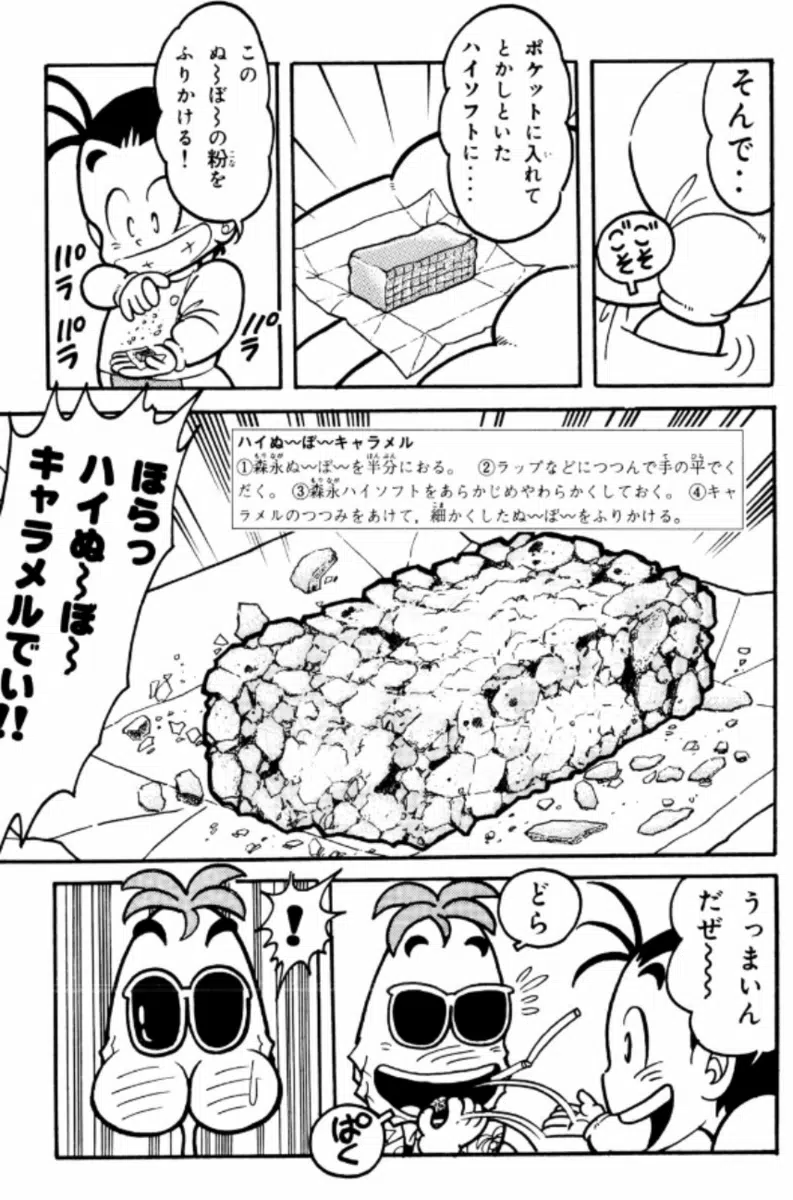 そんで・・
ごそ
ごそ
ポケットに入れて
とかしといた
ハイソフトに‥‥
この
ぬ〜ぼ〜の粉を
ふりかける！
パラ
パラ
パラ
ハイぬ〜ぼ〜キャラメル
①森永ぬ〜ぼ〜を半分におる。　②ラップなどにつつんで手の平でく
だく。　③森永ハイソフトをあらかじめやわらかくしておく。　④キャ
ラメルのつつみをあけて，細かくしたぬ〜ぼ〜をふりかける。
ほらっ
ハイぬ〜ぼ〜
キャラメルでい!!
うっまいん
だぜ〜〜
どら
ぱく
！